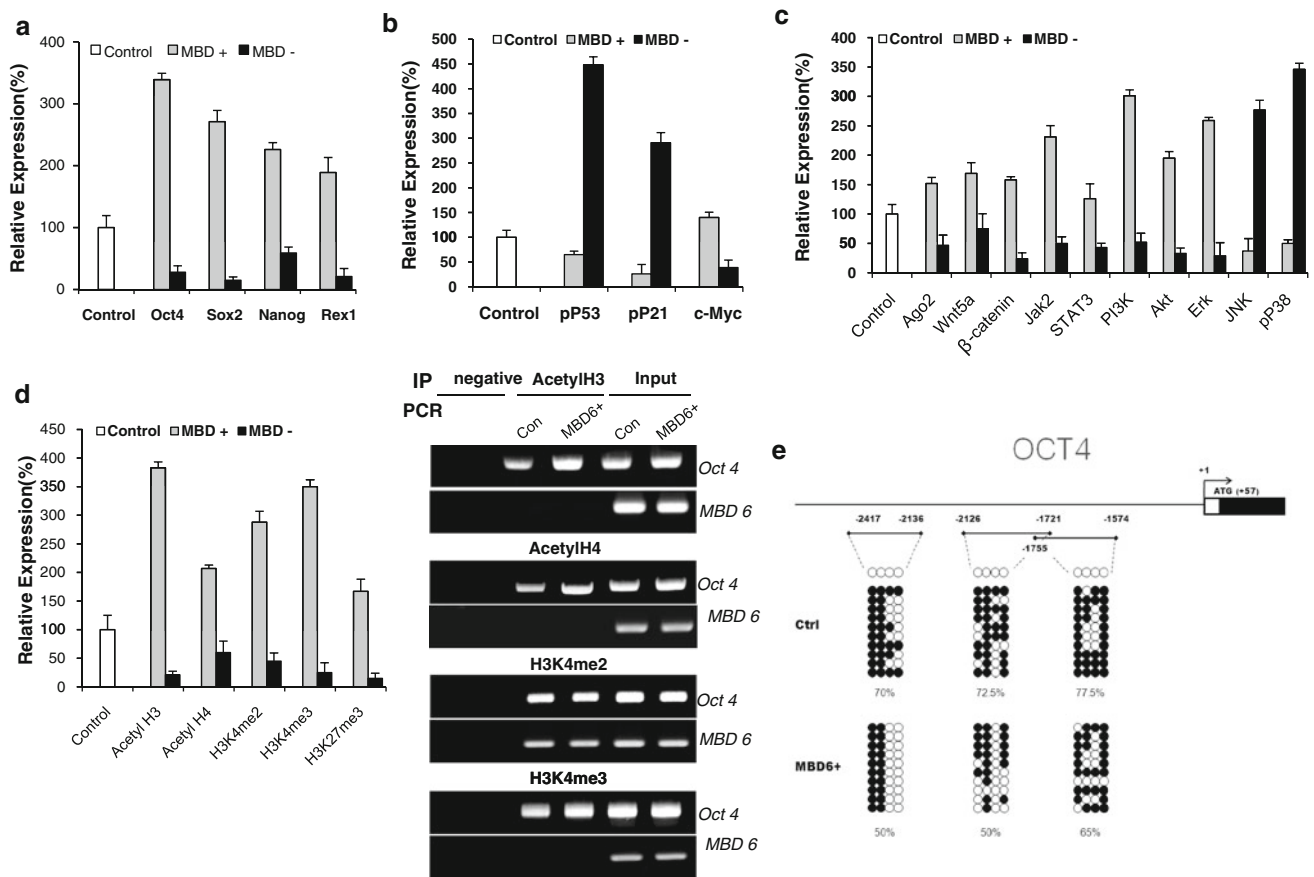 a
Control MBD + MBD -
Relative Expression(%)
400
300
200
100
0
Control Oct4 Sox2 Nanog Rex1
b
Control MBD + MBD -
Relative Expression(%)
500
450
400
350
300
250
200
150
100
50
0
Control pP53 pP21 c-Myc
c
Control MBD + MBD -
Relative Expression(%)
400
350
300
250
200
150
100
50
0
Control Ago2 Wnt5a β-catenin Jak2 STAT3 PI3K Akt Erk JNK pP38
d
Control MBD + MBD -
Relative Expression(%)
450
400
350
300
250
200
150
100
50
0
Control Acetyl H3 Acetyl H4 H3K4me2 H3K4me3 H3K27me3
IP negative AcetylH3 Input
PCR
Con MBD6+ Con MBD6+
Oct 4
MBD 6
AcetylH4
Oct 4
MBD 6
H3K4me2
Oct 4
MBD 6
H3K4me3
Oct 4
MBD 6
e
OCT4
+1
ATG (+57)
-2417 -2136 -2126 -1721 -1574
-1755
Ctrl
70% 72.5% 77.5%
MBD6+
50% 50% 65%